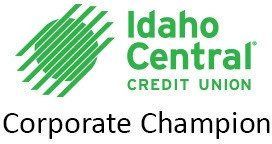 Idaho
Central®
CREDIT UNION
Corporate Champion